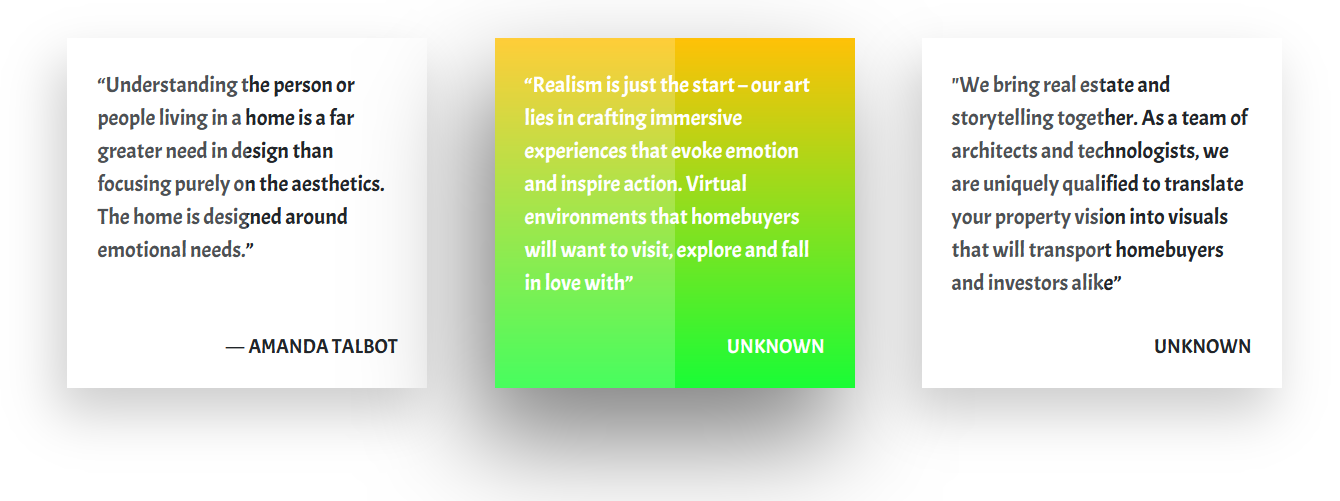 “Understanding the person or
people living in a home is a far
greater need in design than
focusing purely on the aesthetics.
The home is designed around
emotional needs.”
— AMANDA TALBOT
“Realism is just the start – our art
lies in crafting immersive
experiences that evoke emotion
and inspire action. Virtual
environments that homebuyers
will want to visit, explore and fall
in love with”
UNKNOWN
"We bring real estate and
storytelling together. As a team of
architects and technologists, we
are uniquely qualified to translate
your property vision into visuals
that will transport homebuyers
and investors alike”
UNKNOWN